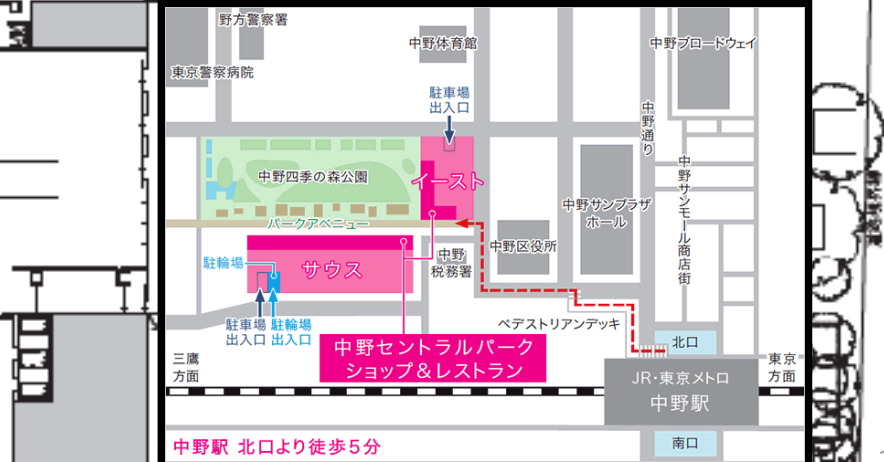 野方警察署
中野体育館
中野ブロードウェイ
東京警察病院
駐車場
出入口
中野通り
中野四季の森公園
イースト
中野サンモール商店街
中野サンプラザ
ホール
パークアベニュー
中野区役所
中野
税務署
駐輪場
サウス
駐車場
出入口
駐輪場
出入口
ペデストリアンデッキ
中野セントラルパーク
ショップ&レストラン
北口
三鷹
方面
東京
方面
JR・東京メトロ
中野駅
南口
中野駅 北口より徒歩5分